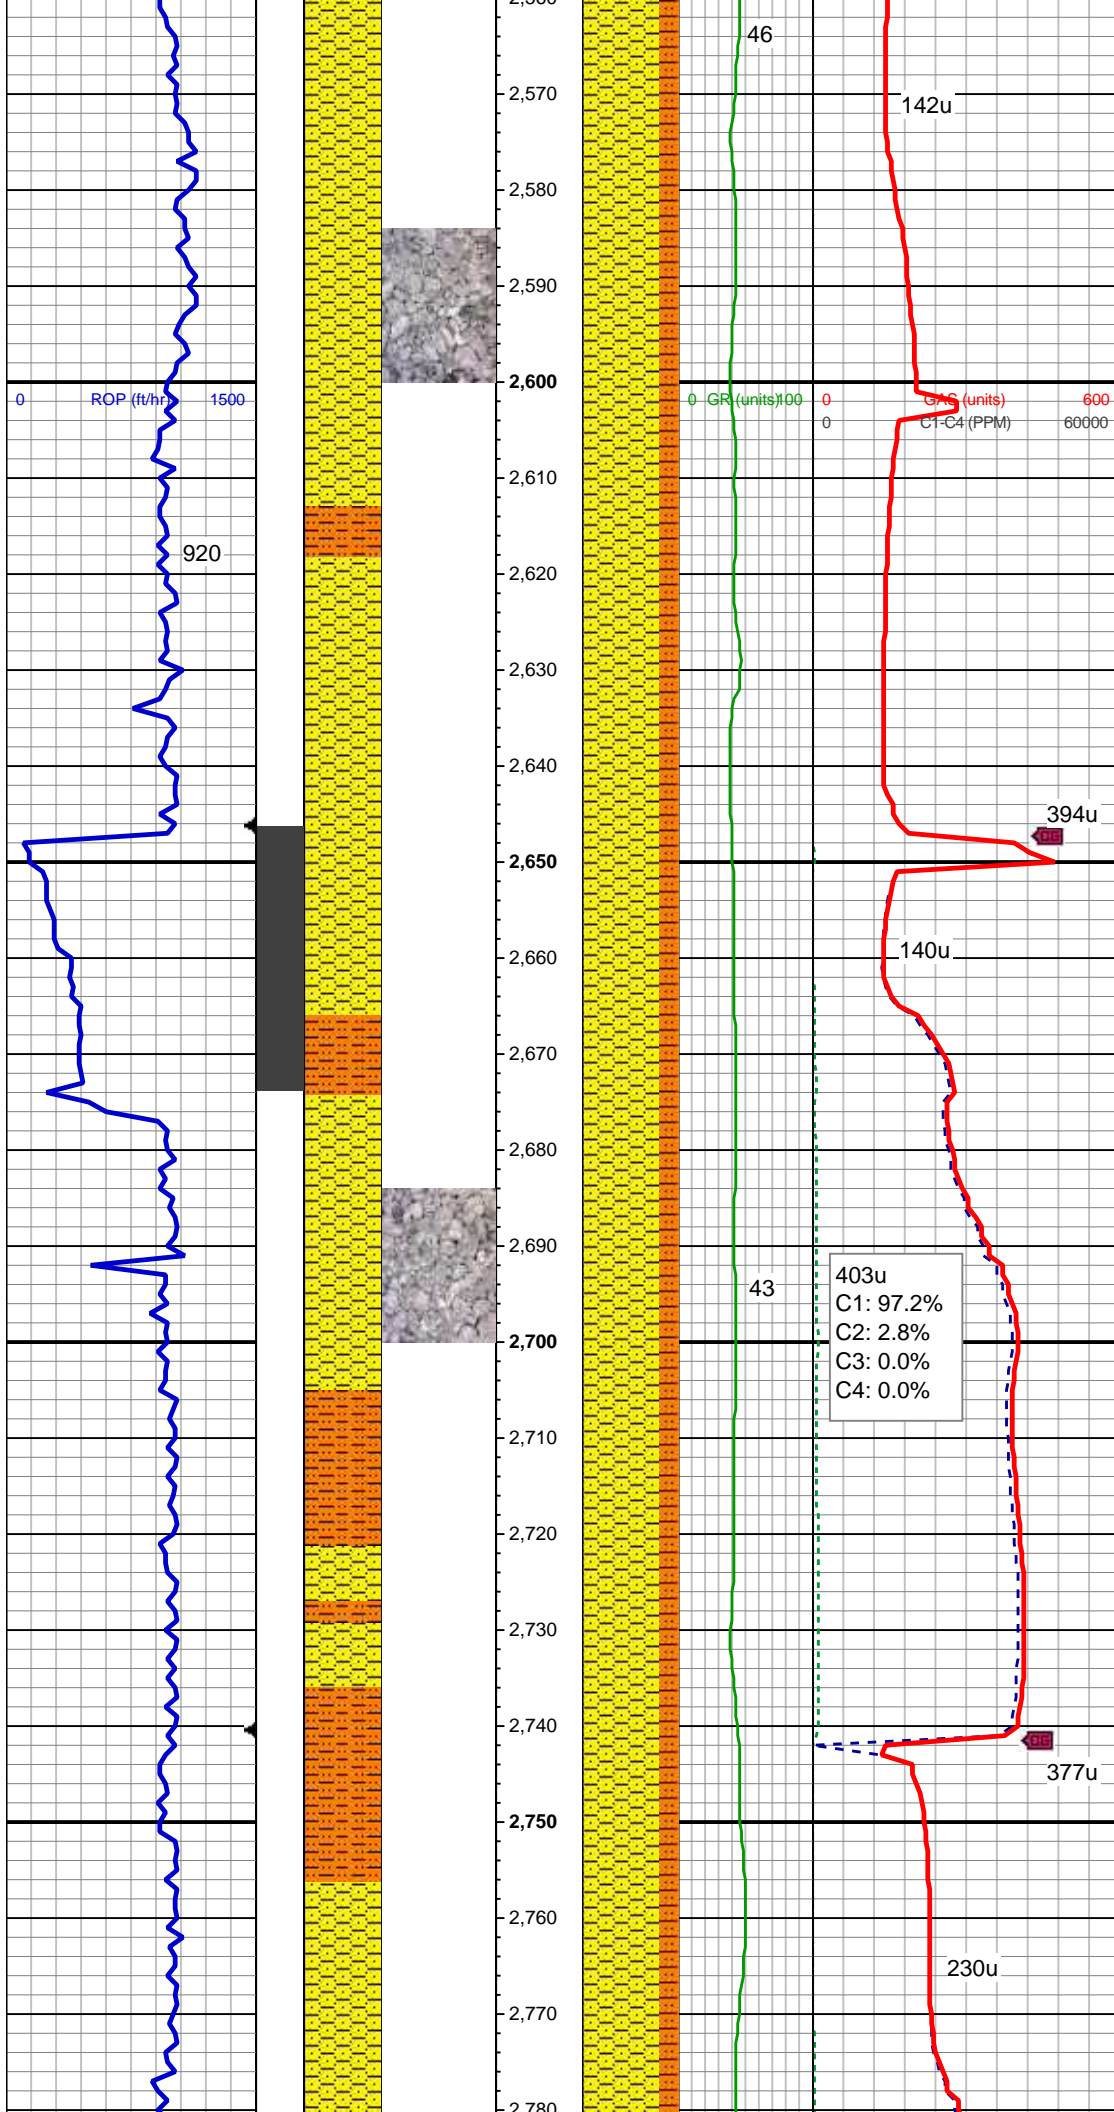 2,560
46
2,570
142u
2,580
2,590
2,600
0 ROP (ft/hr) 1500
0 GR (units) 100
0 GAS (units) 600
0 C1-C4 (PPM) 60000
2,610
920
2,620
2,630
2,640
394u
CG
2,650
140u
2,660
2,670
2,680
2,690
43
403u
C1: 97.2%
C2: 2.8%
C3: 0.0%
C4: 0.0%
2,700
2,710
2,720
2,730
2,740
CG
377u
2,750
2,760
230u
2,770
2,780